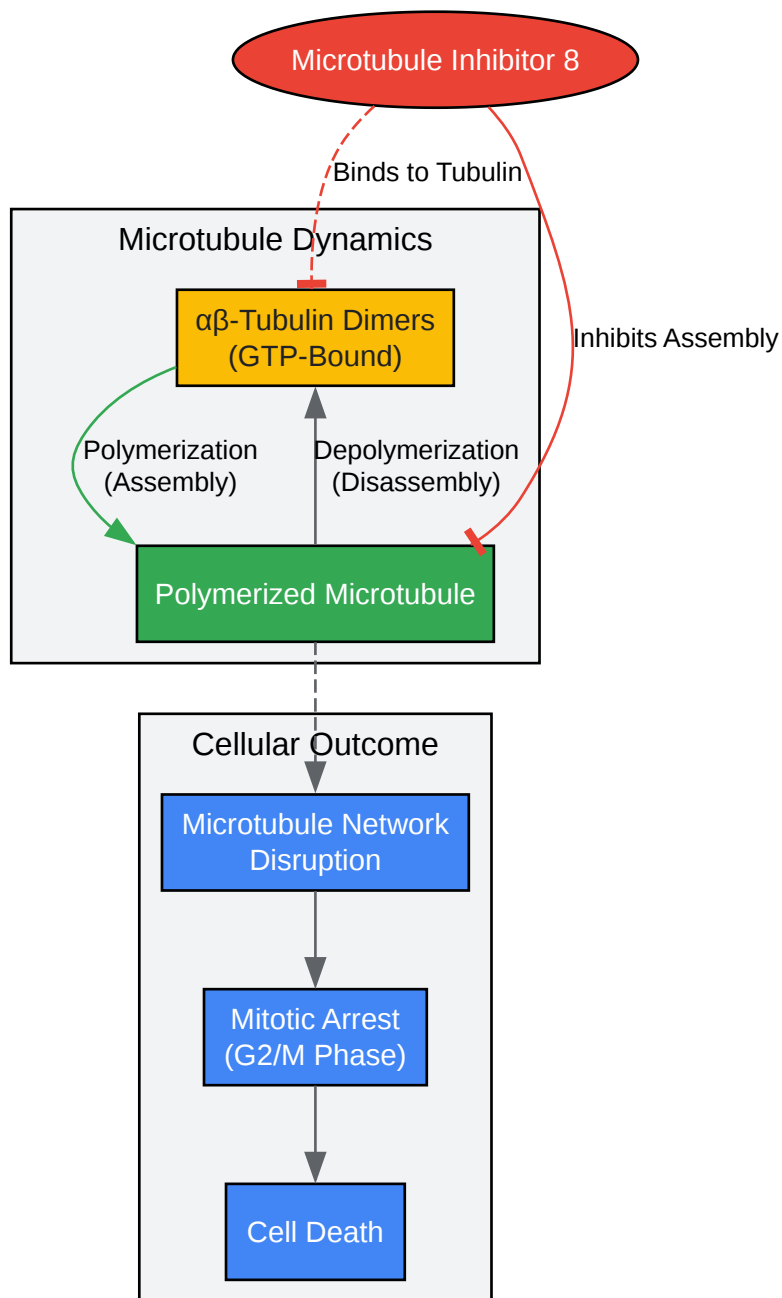 Microtubule Inhibitor 8
Binds to Tubulin
Microtubule Dynamics
αβ-Tubulin Dimers
(GTP-Bound)
Inhibits Assembly
Polymerization
(Assembly)
Depolymerization
(Disassembly)
Polymerized Microtubule
Cellular Outcome
Microtubule Network
Disruption
Mitotic Arrest
(G2/M Phase)
Cell Death